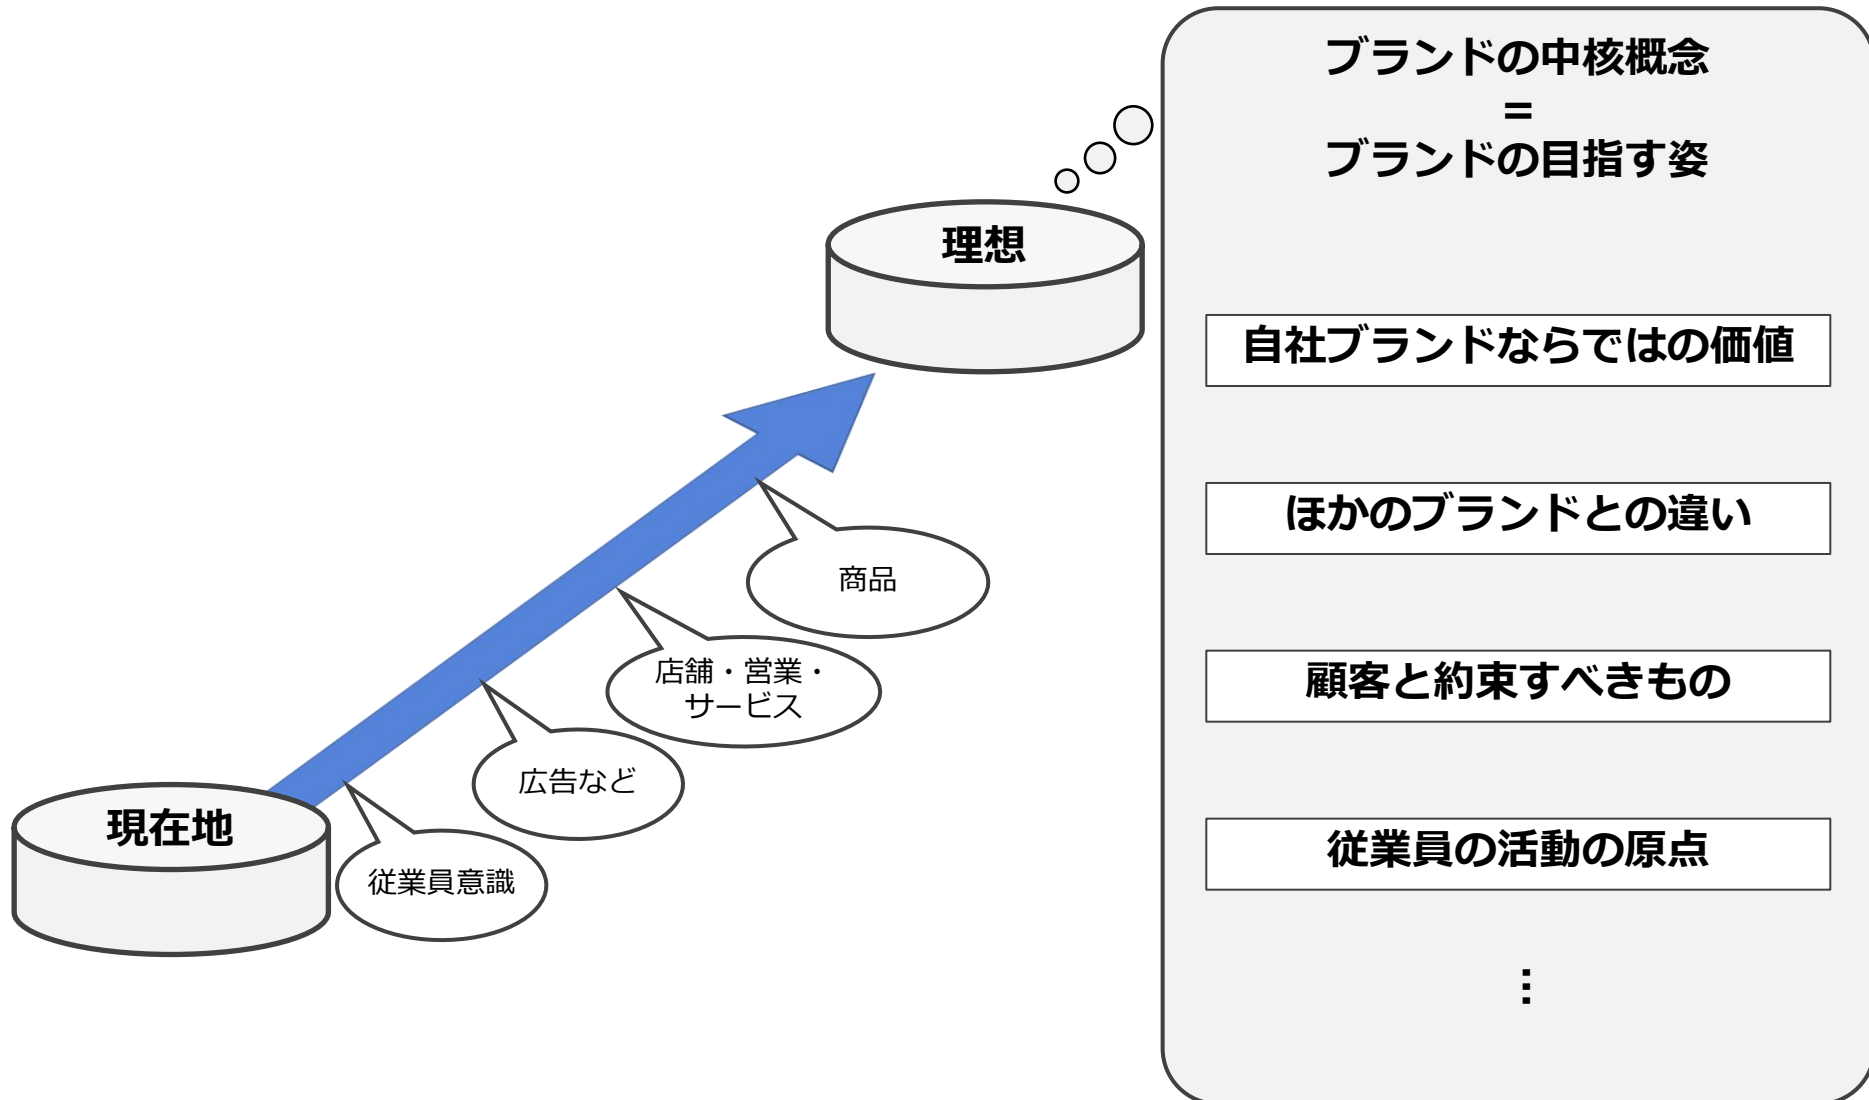 ブランドの中核概念
=
ブランドの目指す姿
理想
自社ブランドならではの価値
ほかのブランドとの違い
商品
店舗・営業・
サービス
顧客と約束すべきもの
広告など
現在地
従業員意識
従業員の活動の原点
⋮